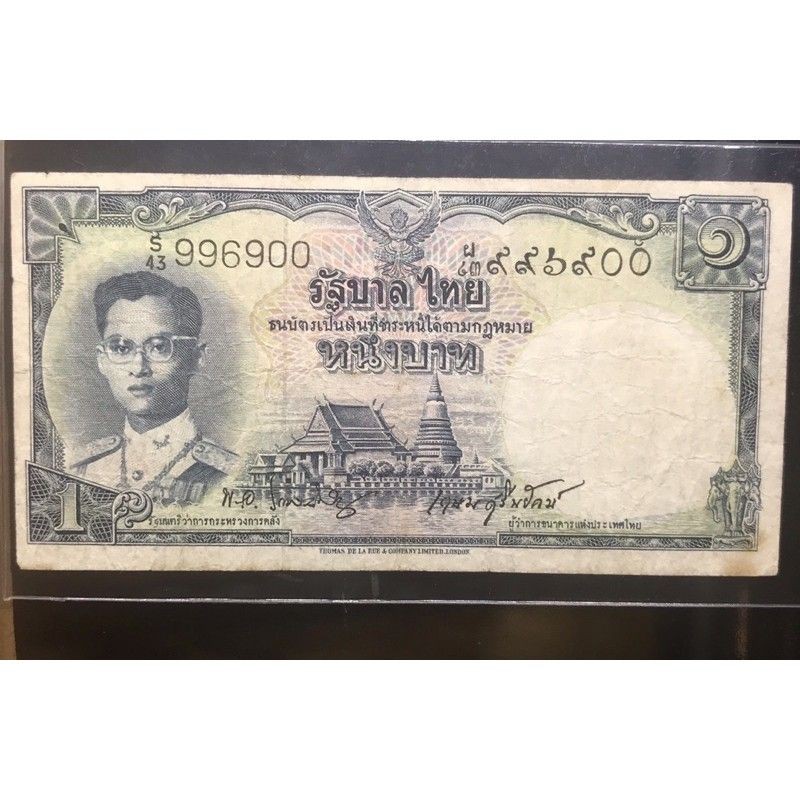 S/43 996900
ฝ/๔๓ ๙๙๖๙๐๐
๑
รัฐบาลไทย
ธนบัตรเป็นเงินที่ชำระหนี้ได้ตามกฎหมาย
หนึ่งบาท
1
รัฐมนตรีว่าการกระทรวงการคลัง
ผู้ว่าการธนาคารแห่งประเทศไทย
THOMAS DE LA RUE & COMPANY, LIMITED, LONDON